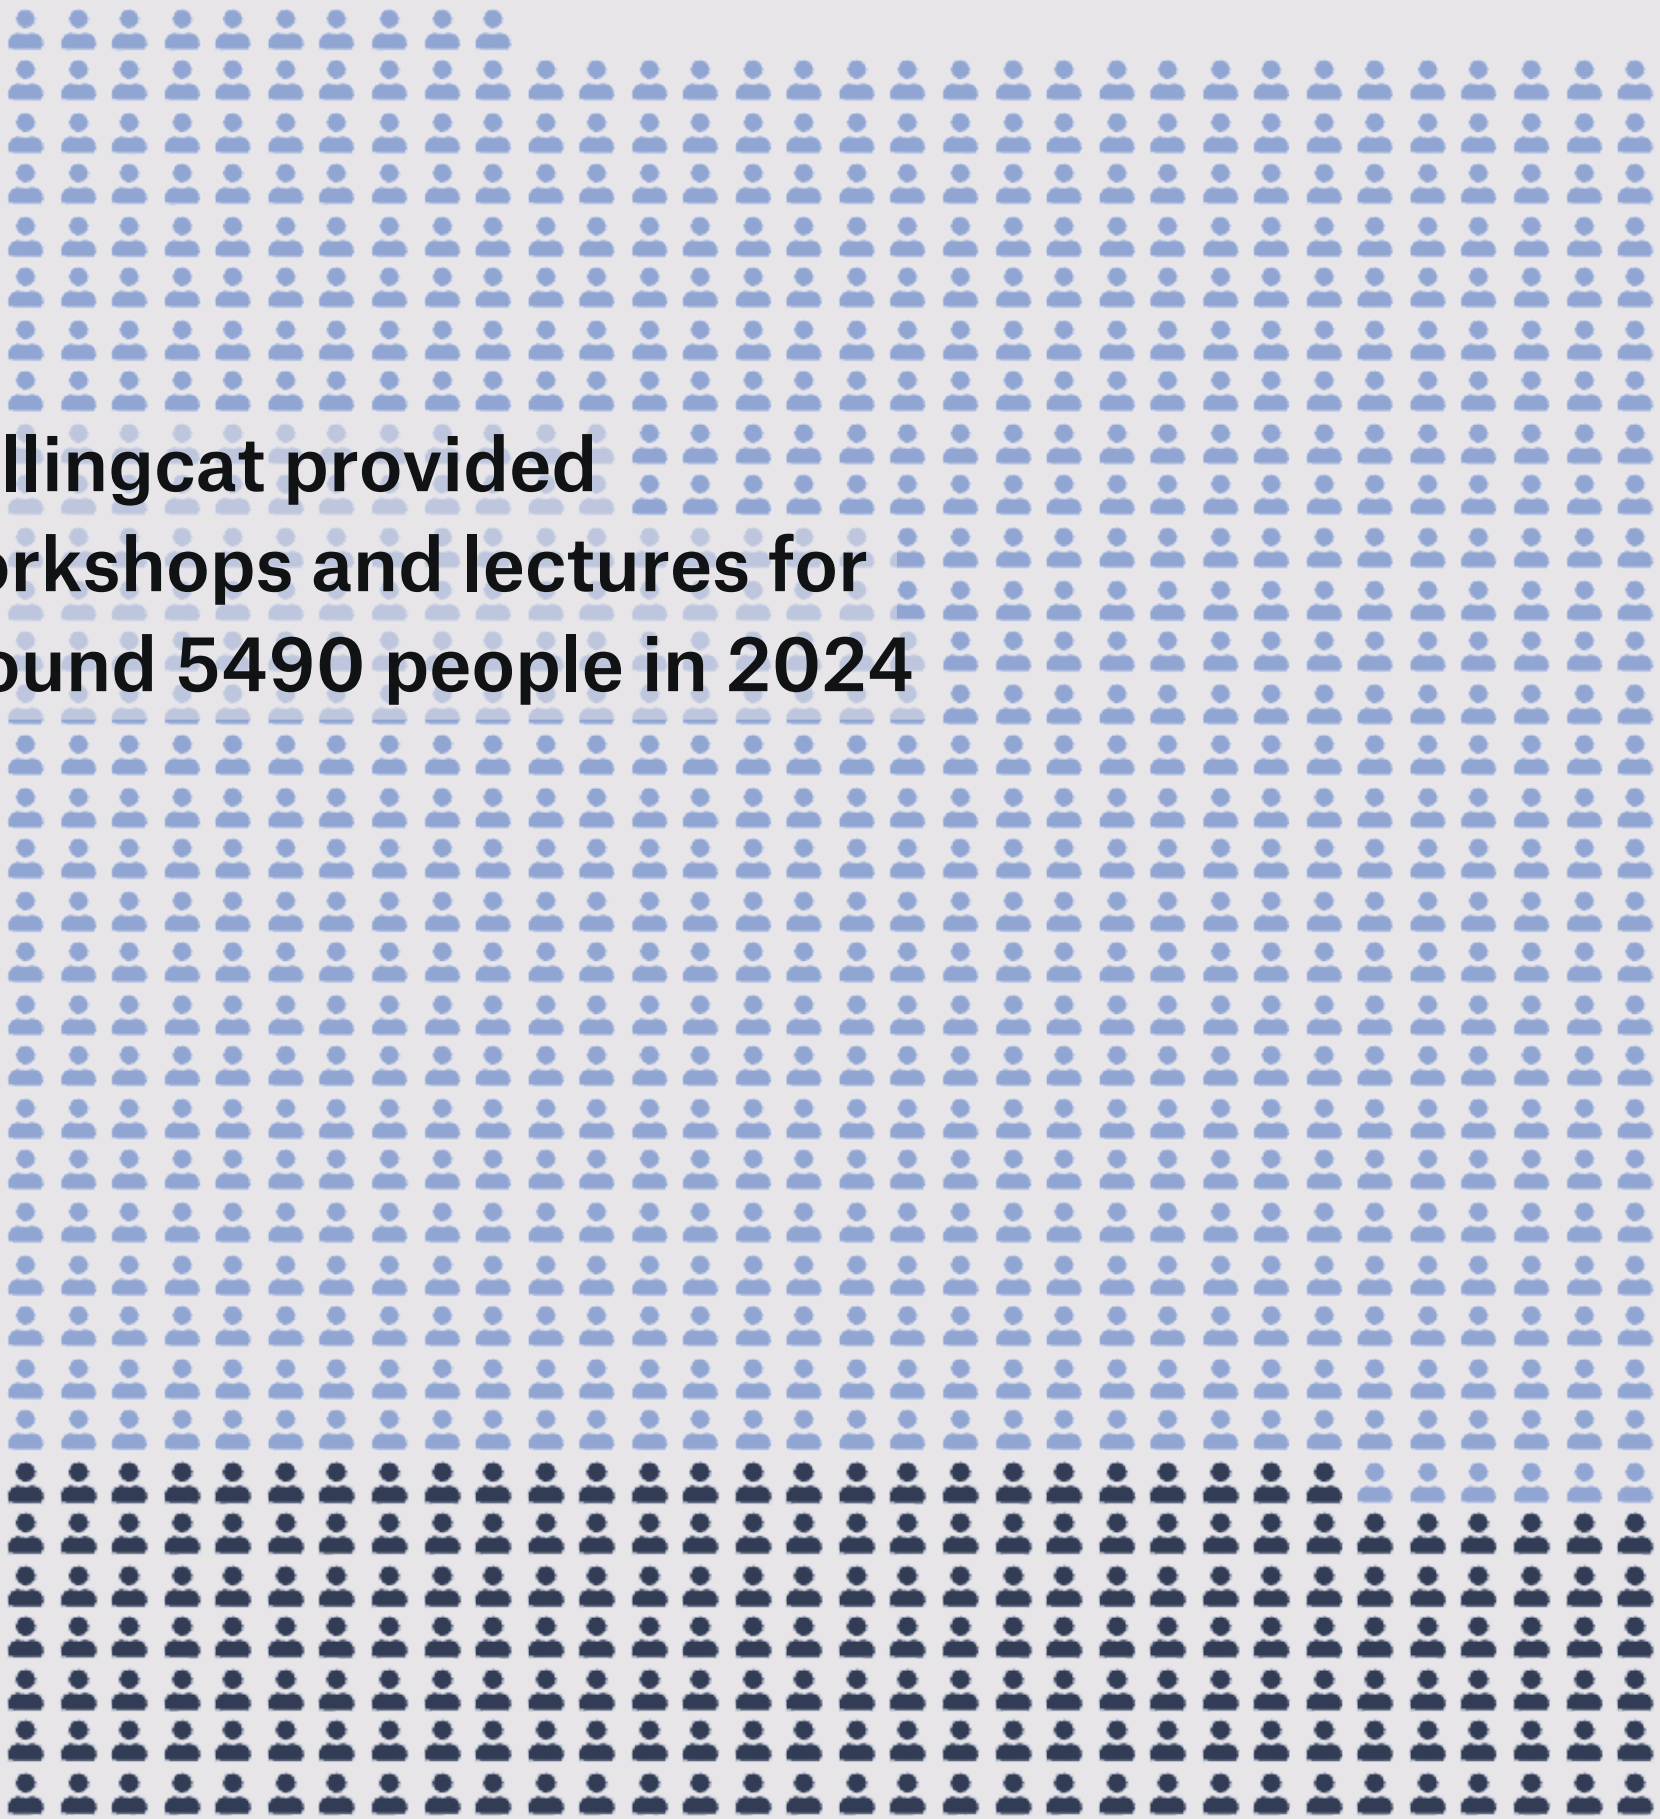 llingcat provided
orkshops and lectures for
ound 5490 people in 2024